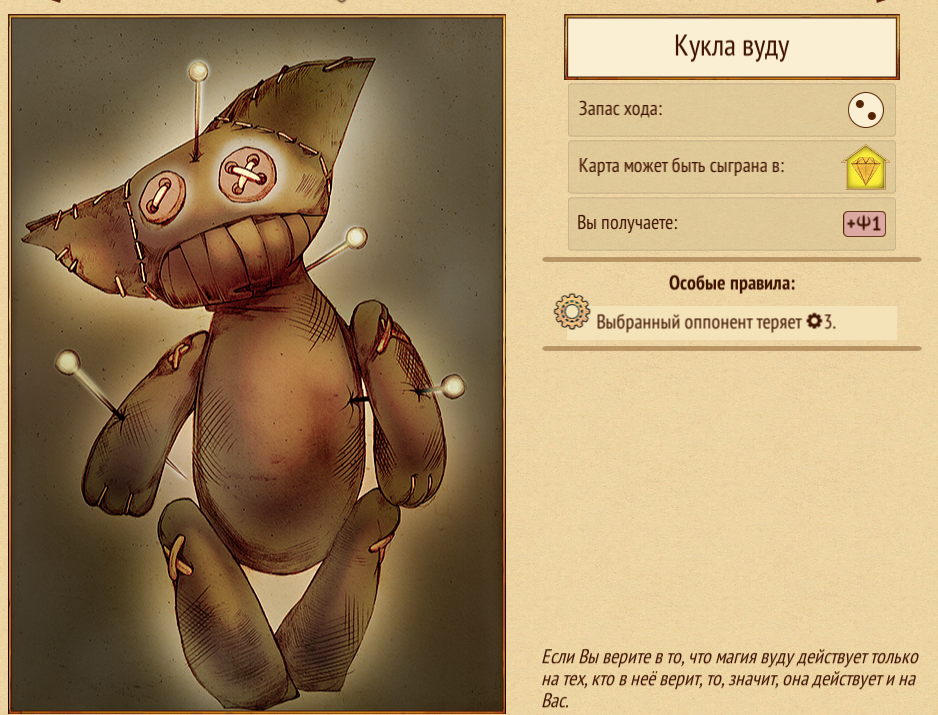 Кукла вуду
Запас хода:
Карта может быть сыграна в:
Вы получаете:
+Ψ1
Особые правила:
Выбранный оппонент теряет ⚙3.
Если Вы верите в то, что магия вуду действует только
на тех, кто в неё верит, то, значит, она действует и на
Вас.